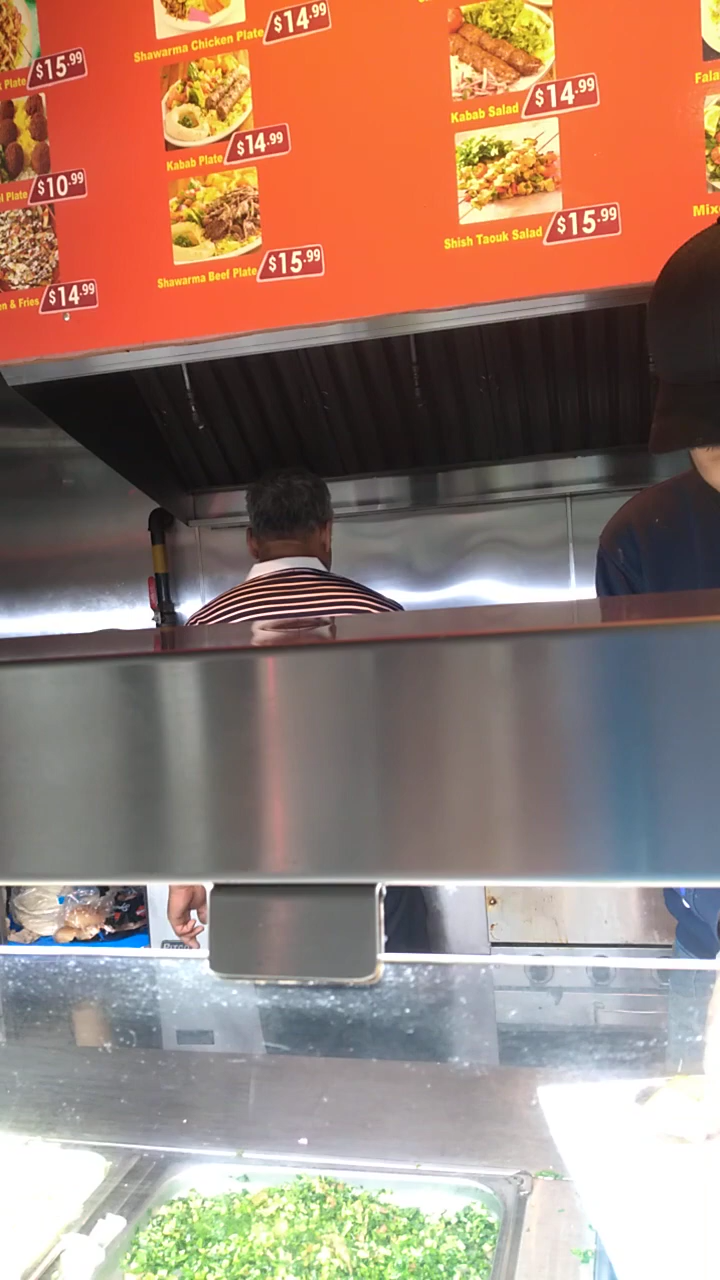 Plate $15.99
Plate $10.99
& Fries $14.99
Shawarma Chicken Plate $14.99
Kabab Plate $14.99
Shawarma Beef Plate $15.99
Kabab Salad $14.99
Shish Taouk Salad $15.99